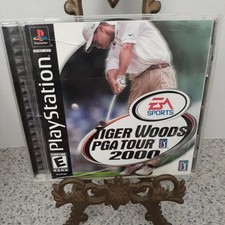 PlayStation
EA
SPORTS
TIGER WOODS
PGA TOUR
2000
E